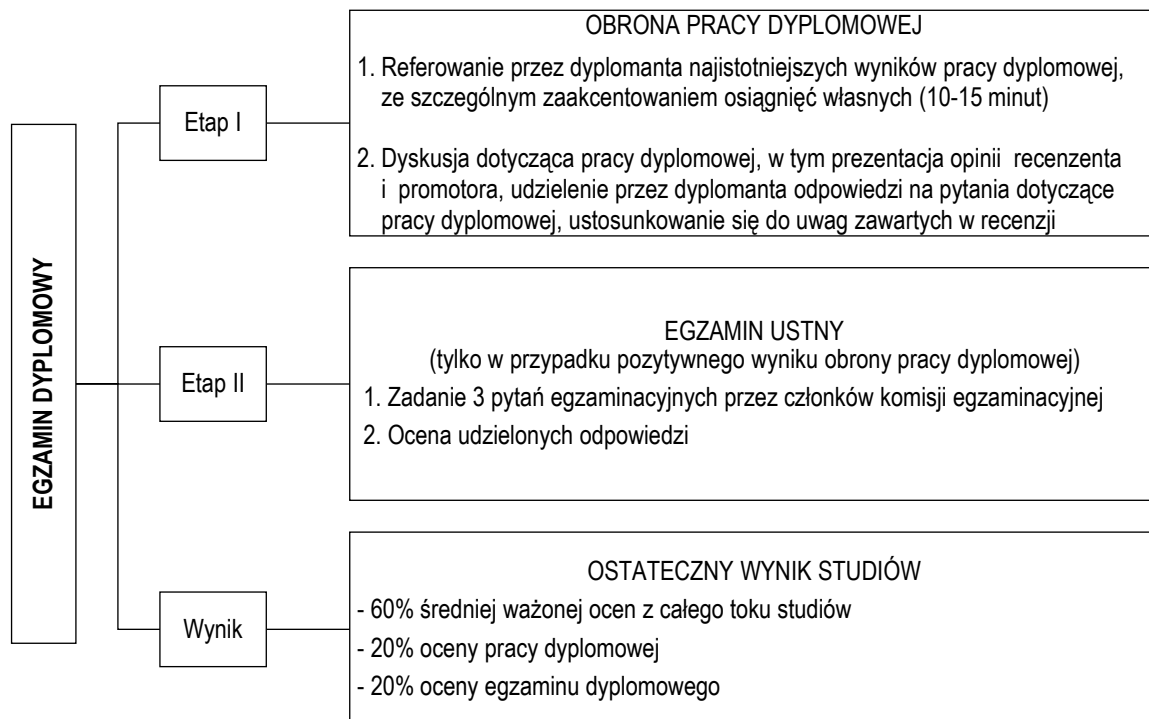 EGZAMIN DYPLOMOWY
Etap I
OBRONA PRACY DYPLOMOWEJ
1. Referowanie przez dyplomanta najistotniejszych wyników pracy dyplomowej,
ze szczególnym zaakcentowaniem osiągnięć własnych (10-15 minut)
2. Dyskusja dotycząca pracy dyplomowej, w tym prezentacja opinii recenzenta
i promotora, udzielenie przez dyplomanta odpowiedzi na pytania dotyczące
pracy dyplomowej, ustosunkowanie się do uwag zawartych w recenzji
Etap II
EGZAMIN USTNY
(tylko w przypadku pozytywnego wyniku obrony pracy dyplomowej)
1. Zadanie 3 pytań egzaminacyjnych przez członków komisji egzaminacyjnej
2. Ocena udzielonych odpowiedzi
Wynik
OSTATECZNY WYNIK STUDIÓW
- 60% średniej ważonej ocen z całego toku studiów
- 20% oceny pracy dyplomowej
- 20% oceny egzaminu dyplomowego